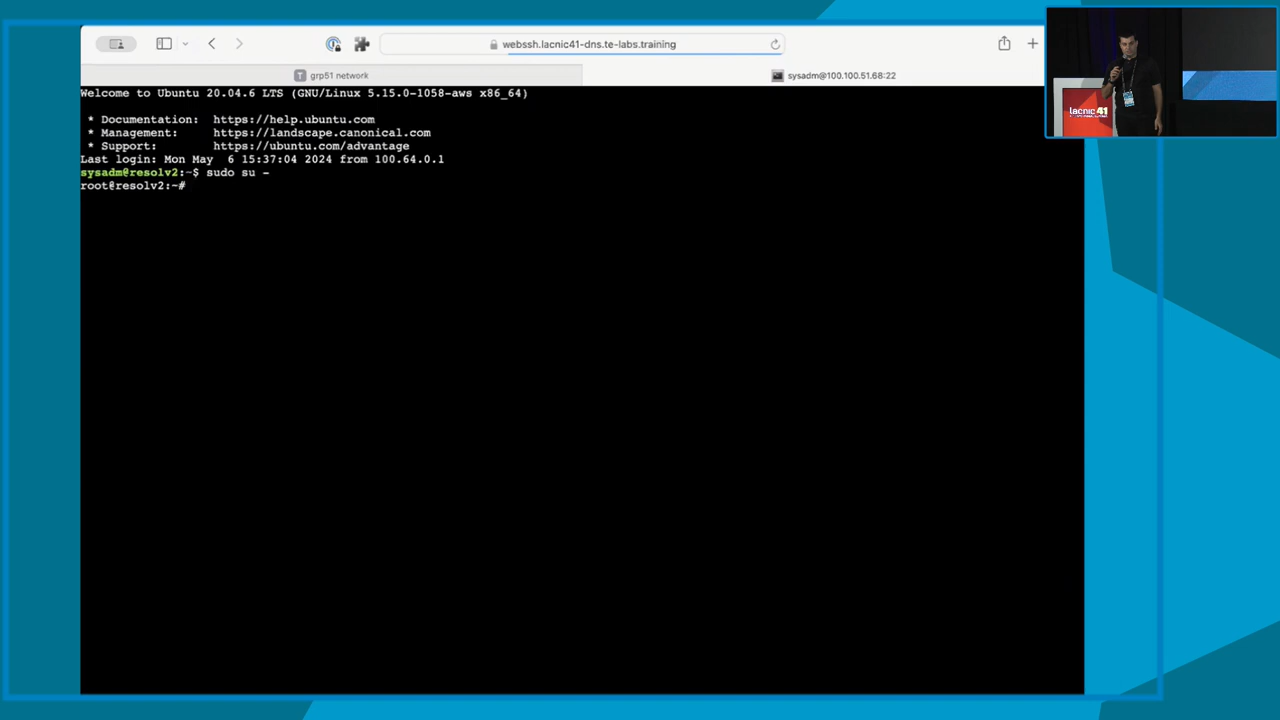 webssh.lacnic41-dns.te-labs.training
T grp51 network
sysadm@100.100.51.68:22
Welcome to Ubuntu 20.04.6 LTS (GNU/Linux 5.15.0-1058-aws x86_64)
* Documentation: https://help.ubuntu.com
* Management: https://landscape.canonical.com
* Support: https://ubuntu.com/advantage
Last login: Mon May 6 15:37:04 2024 from 100.64.0.1
sysadm@resolv2:~$ sudo su -
root@resolv2:~#
lacnic 41